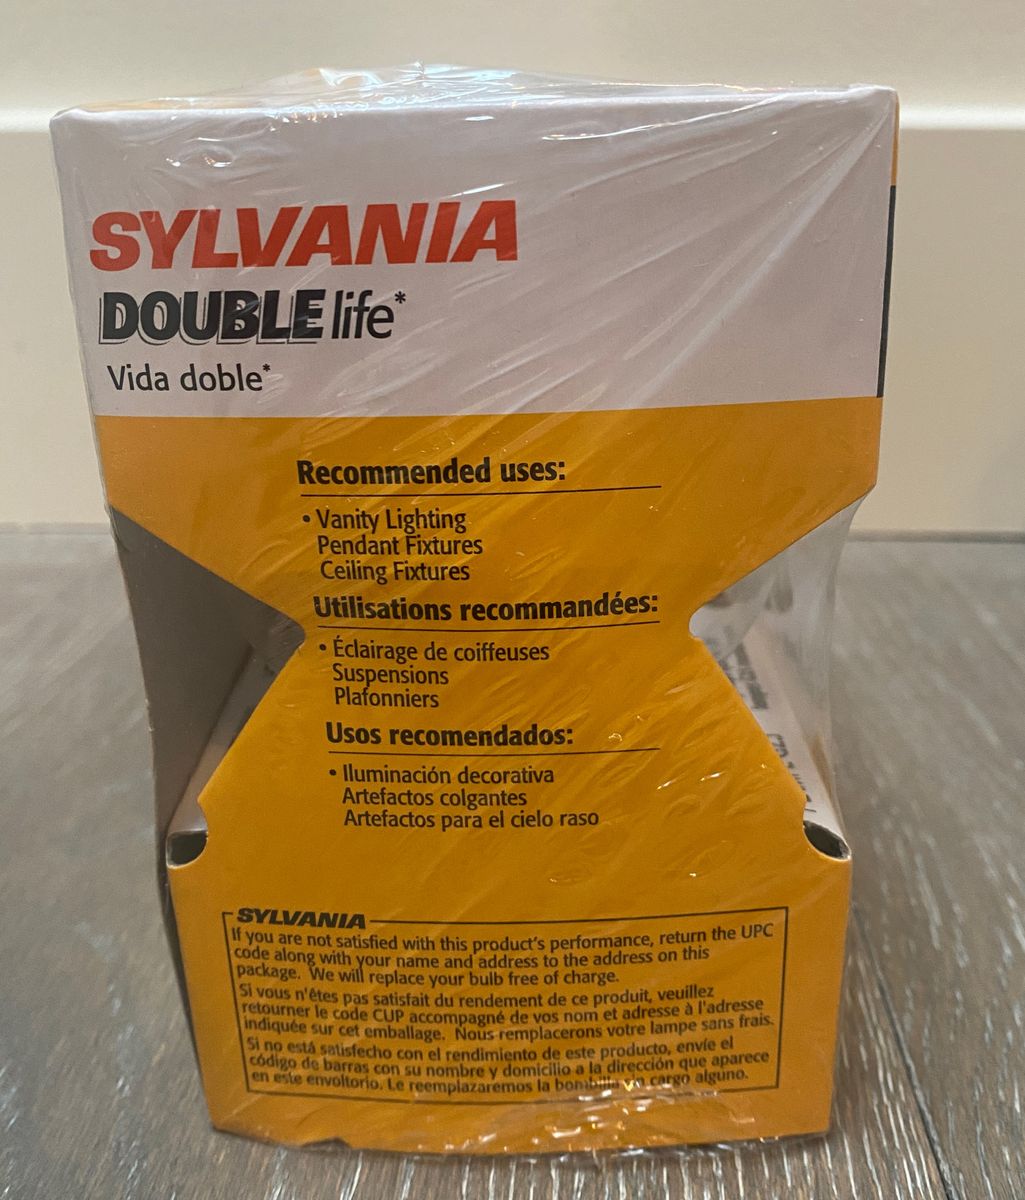 SYLVANIA
DOUBLE life*
Vida doble*
Recommended uses:
• Vanity Lighting
Pendant Fixtures
Ceiling Fixtures
Utilisations recommandées:
• Éclairage de coiffeuses
Suspensions
Plafonniers
Usos recomendados:
• Iluminación decorativa
Artefactos colgantes
Artefactos para el cielo raso
SYLVANIA
If you are not satisfied with this product's performance, return the UPC
code along with your name and address to the address on this
package. We will replace your bulb free of charge.
Si vous n'êtes pas satisfait du rendement de ce produit, veuillez
retourner le code CUP accompagné de vos nom et adresse à l'adresse
indiquée sur cet emballage. Nous remplacerons votre lampe sans frais.
Si no está satisfecho con el rendimiento de este producto, envíe el
código de barras con su nombre y domicilio a la dirección que aparece
en este envoltorio. Le reemplazaremos la bombilla cargo alguno.